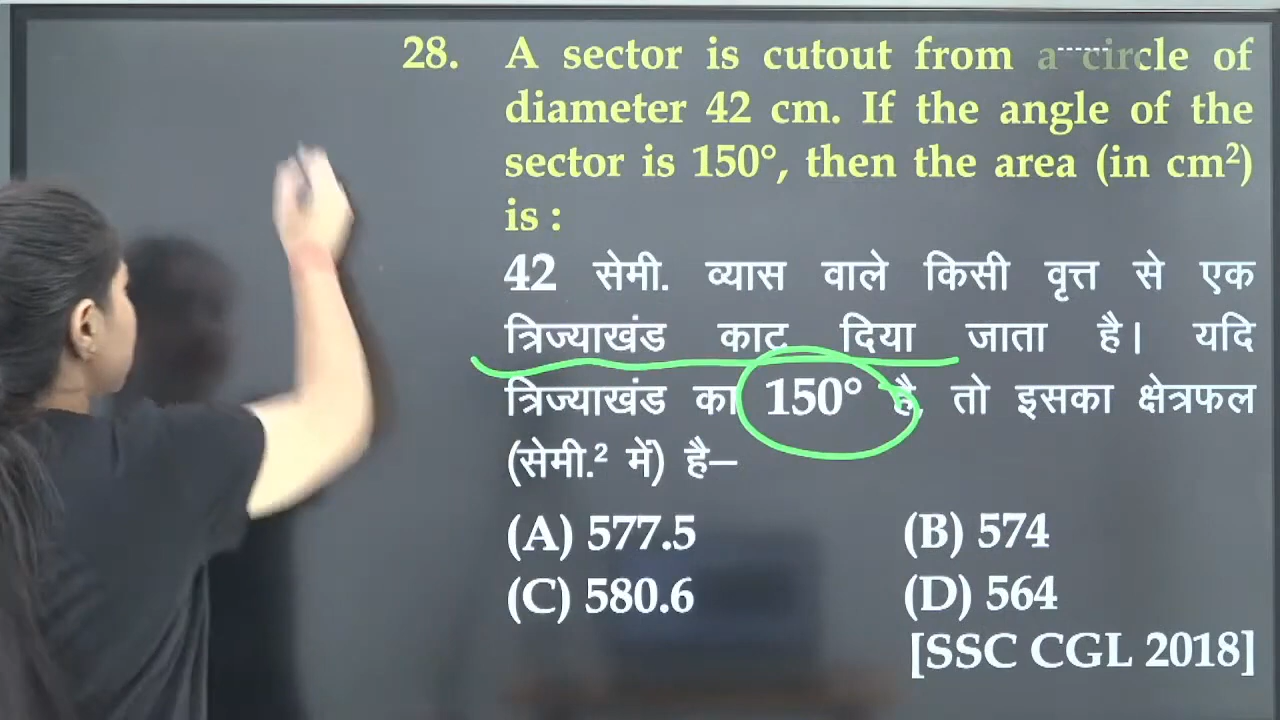 28. A sector is cutout from a circle of
diameter 42 cm. If the angle of the
sector is 150°, then the area (in cm²)
is :
42 सेमी. व्यास वाले किसी वृत्त से एक
त्रिज्याखंड काट दिया जाता है। यदि
त्रिज्याखंड का 150° है, तो इसका क्षेत्रफल
(सेमी.² में) है–
(A) 577.5 (B) 574
(C) 580.6 (D) 564
[SSC CGL 2018]